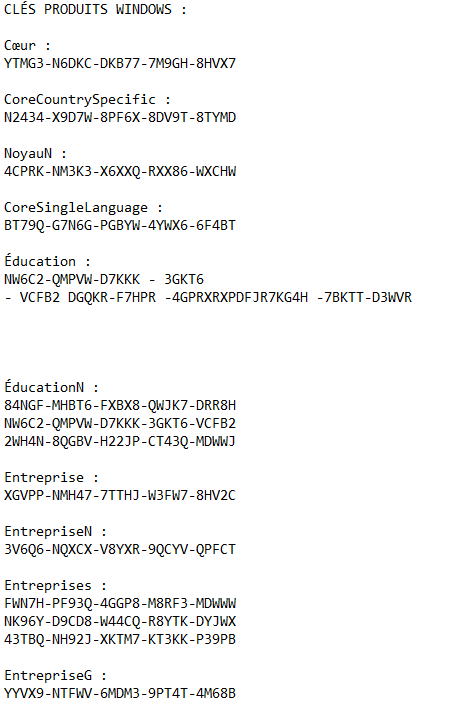 CLÉS PRODUITS WINDOWS :
Cœur :
YTMG3-N6DKC-DKB77-7M9GH-8HVX7
CoreCountrySpecific :
N2434-X9D7W-8PF6X-8DV9T-8TYMD
NoyauN :
4CPRK-NM3K3-X6XXQ-RXX86-WXCHW
CoreSingleLanguage :
BT79Q-G7N6G-PGBYW-4YWX6-6F4BT
Éducation :
NW6C2-QMPVW-D7KKK - 3GKT6
- VCFB2 DGQKR-F7HPR -4GPRXRXPDFJR7KG4H -7BKTT-D3WVR
ÉducationN :
84NGF-MHBT6-FXBX8-QWJK7-DRR8H
NW6C2-QMPVW-D7KKK-3GKT6-VCFB2
2WH4N-8QGBV-H22JP-CT43Q-MDWWJ
Entreprise :
XGVPP-NMH47-7TTHJ-W3FW7-8HV2C
EntrepriseN :
3V6Q6-NQXCX-V8YXR-9QCYV-QPFCT
Entreprises :
FWN7H-PF93Q-4GGP8-M8RF3-MDWWW
NK96Y-D9CD8-W44CQ-R8YTK-DYJWX
43TBQ-NH92J-XKTM7-KT3KK-P39PB
EntrepriseG :
YYVX9-NTFWV-6MDM3-9PT4T-4M68B